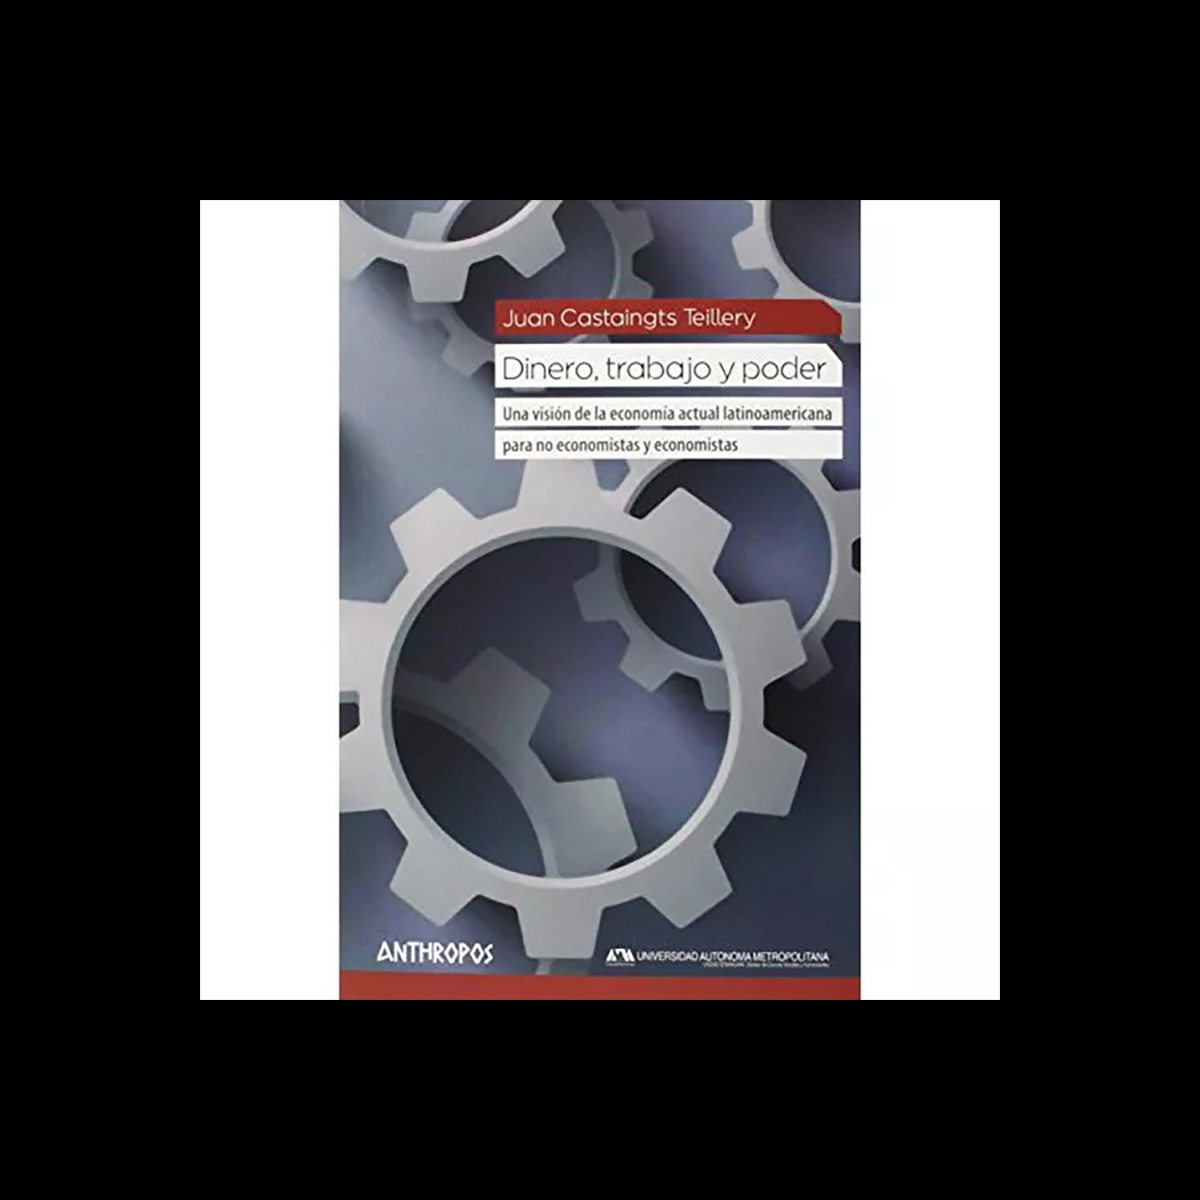 Juan Castaingts Teillery
Dinero, trabajo y poder
Una visión de la economía actual latinoamericana
para no economistas y economistas
ANTHROPOS
UNIVERSIDAD AUTONOMA METROPOLITANA